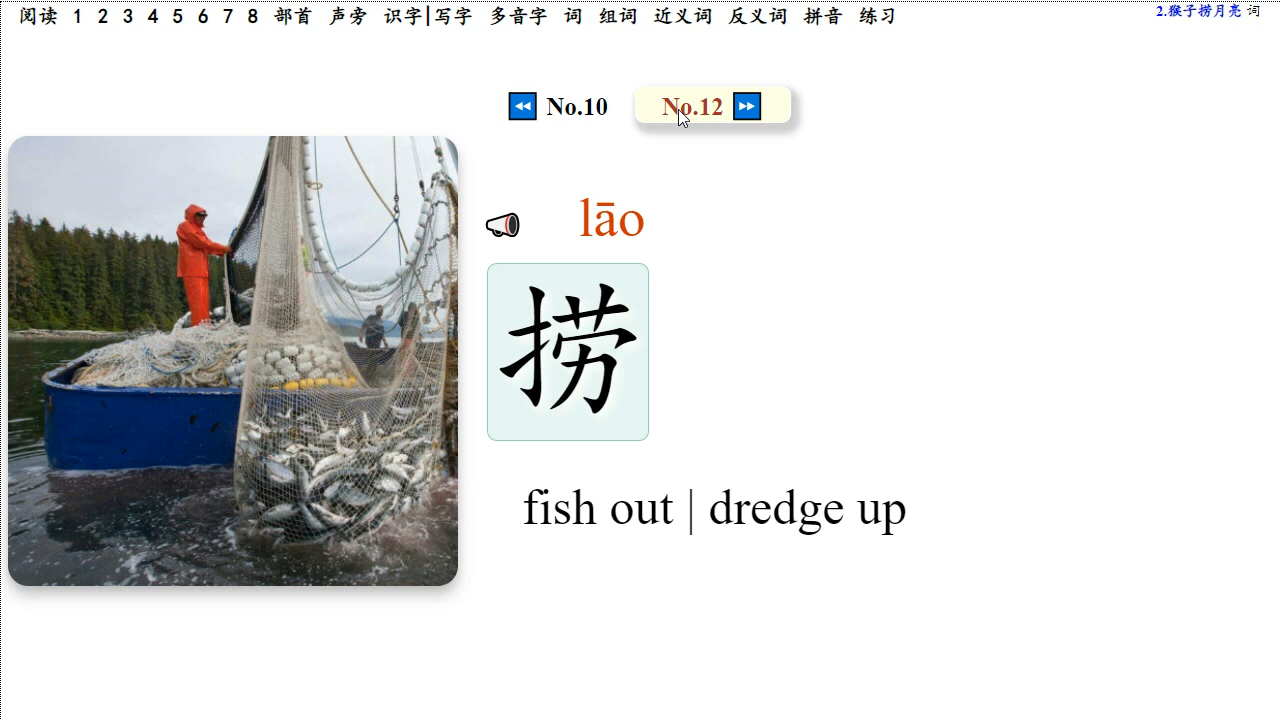 阅读 1 2 3 4 5 6 7 8 部首 声旁 识字|写字 多音字 词 组词 近义词 反义词 拼音 练习
2.猴子捞月亮 词
No.10 No.12
lāo
捞
fish out | dredge up